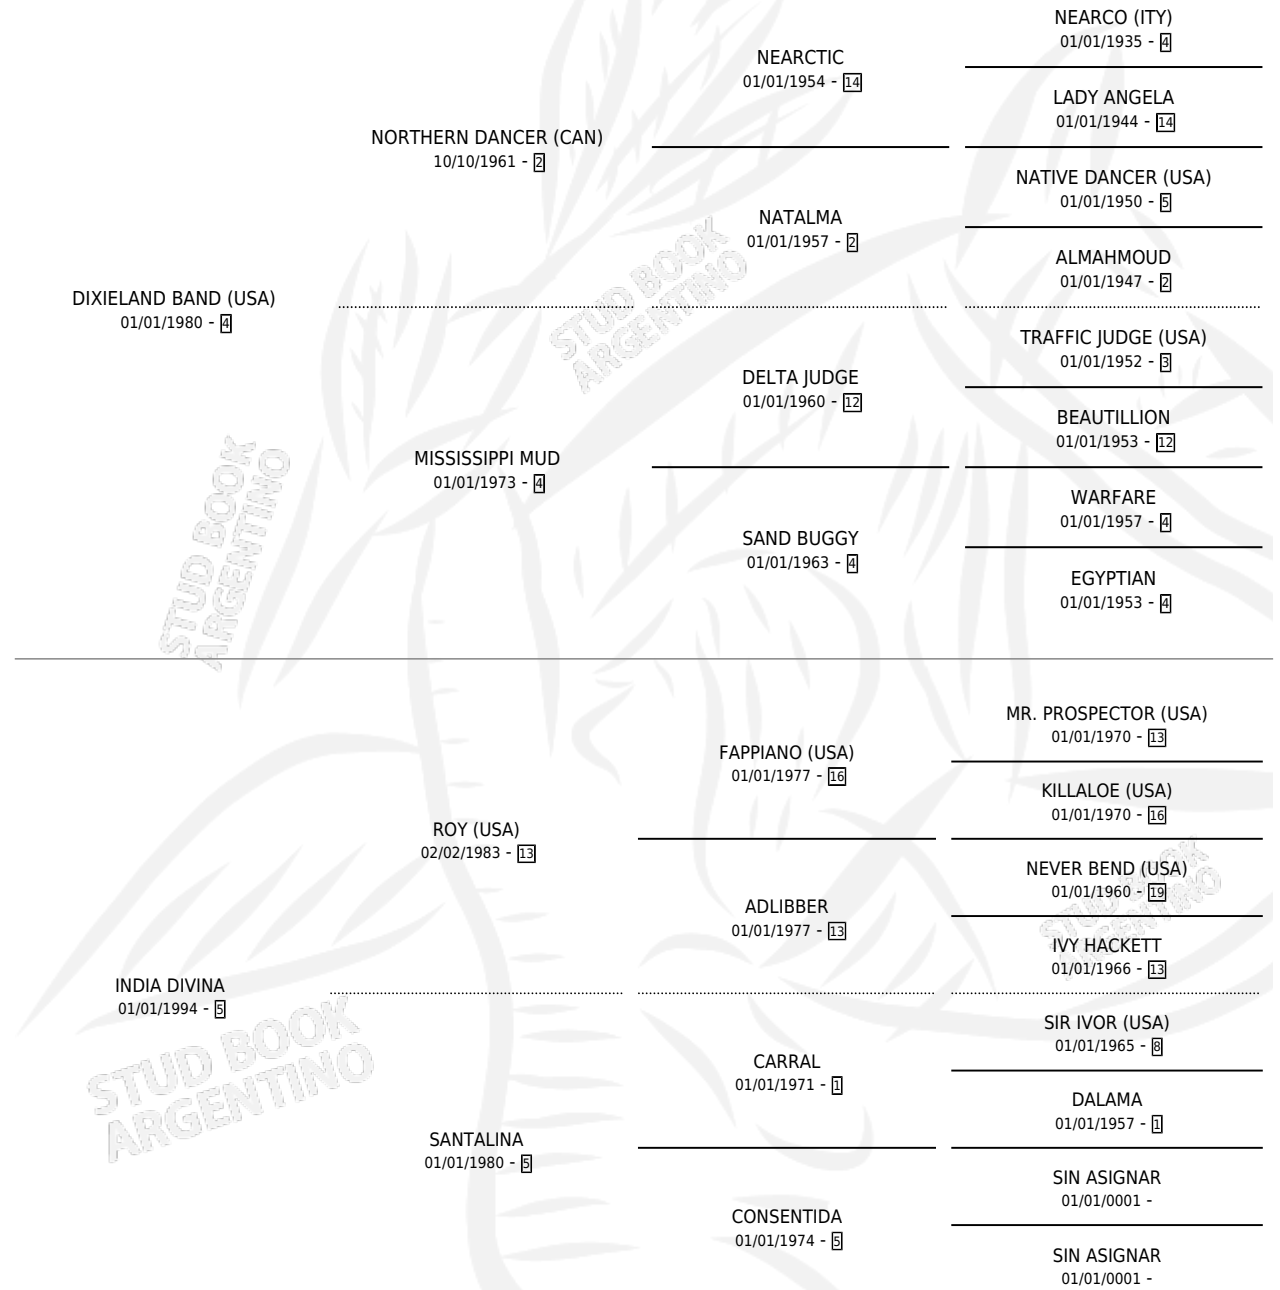 NEARCO (ITY)
01/01/1935 - 4
NEARCTIC
01/01/1954 - 14
LADY ANGELA
01/01/1944 - 14
NORTHERN DANCER (CAN)
10/10/1961 - 2
NATIVE DANCER (USA)
01/01/1950 - 5
NATALMA
01/01/1957 - 2
ALMAHMOUD
01/01/1947 - 2
DIXIELAND BAND (USA)
01/01/1980 - 4
STUD BOOK
ARGENTINO
TRAFFIC JUDGE (USA)
01/01/1952 - 3
DELTA JUDGE
01/01/1960 - 12
BEAUTILLION
01/01/1953 - 12
MISSISSIPPI MUD
01/01/1973 - 4
WARFARE
01/01/1957 - 4
SAND BUGGY
01/01/1963 - 4
EGYPTIAN
01/01/1953 - 4
STUD BOOK
ARGENTINO
MR. PROSPECTOR (USA)
01/01/1970 - 13
FAPPIANO (USA)
01/01/1977 - 16
KILLALOE (USA)
01/01/1970 - 16
ROY (USA)
02/02/1983 - 13
NEVER BEND (USA)
01/01/1960 - 19
STUD BOOK
ARGENTINO
ADLIBBER
01/01/1977 - 13
IVY HACKETT
01/01/1966 - 13
INDIA DIVINA
01/01/1994 - 5
STUD BOOK
ARGENTINO
SIR IVOR (USA)
01/01/1965 - 8
CARRAL
01/01/1971 - 1
DALAMA
01/01/1957 - 1
SANTALINA
01/01/1980 - 5
SIN ASIGNAR
01/01/0001 -
CONSENTIDA
01/01/1974 - 5
SIN ASIGNAR
01/01/0001 -